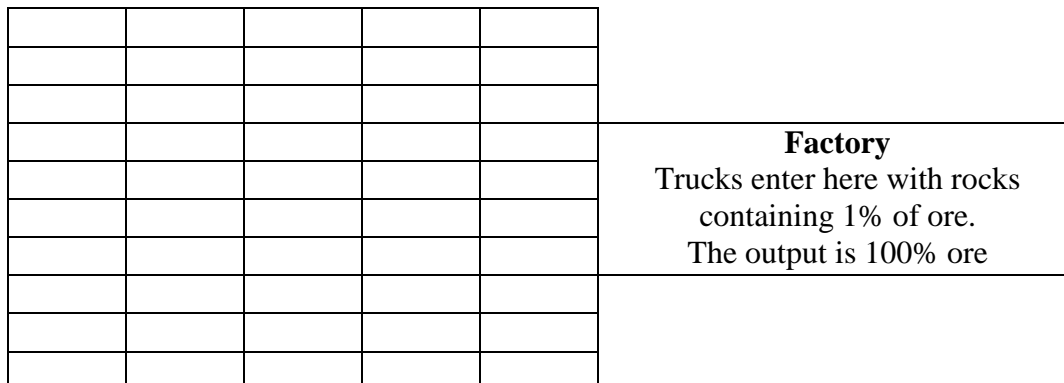 Factory
Trucks enter here with rocks
containing 1% of ore.
The output is 100% ore